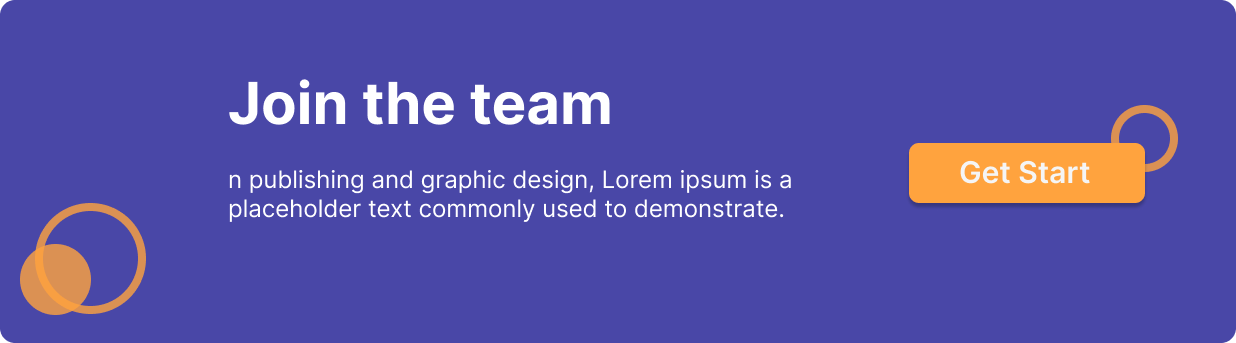 Join the team
n publishing and graphic design, Lorem ipsum is a
placeholder text commonly used to demonstrate.
Get Start